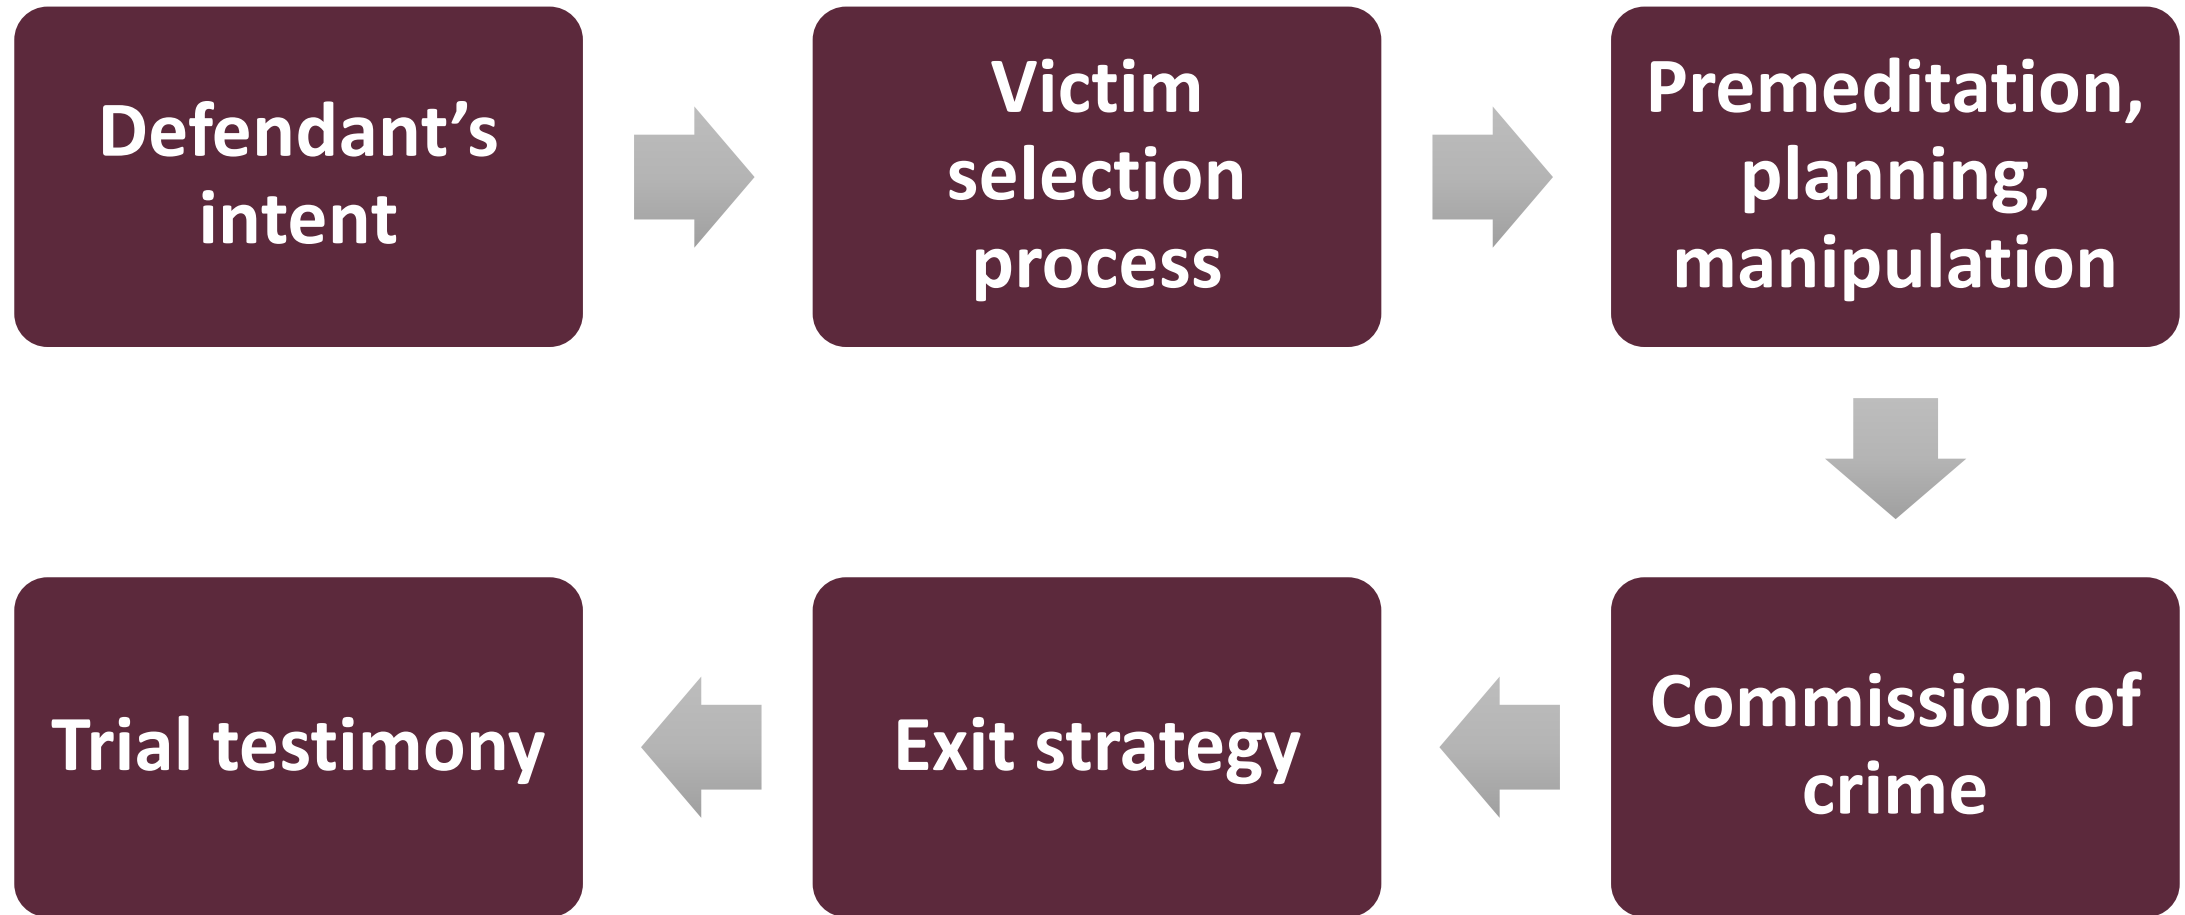 Defendant’s
intent
Victim
selection
process
Premeditation,
planning,
manipulation
Commission of
crime
Exit strategy
Trial testimony